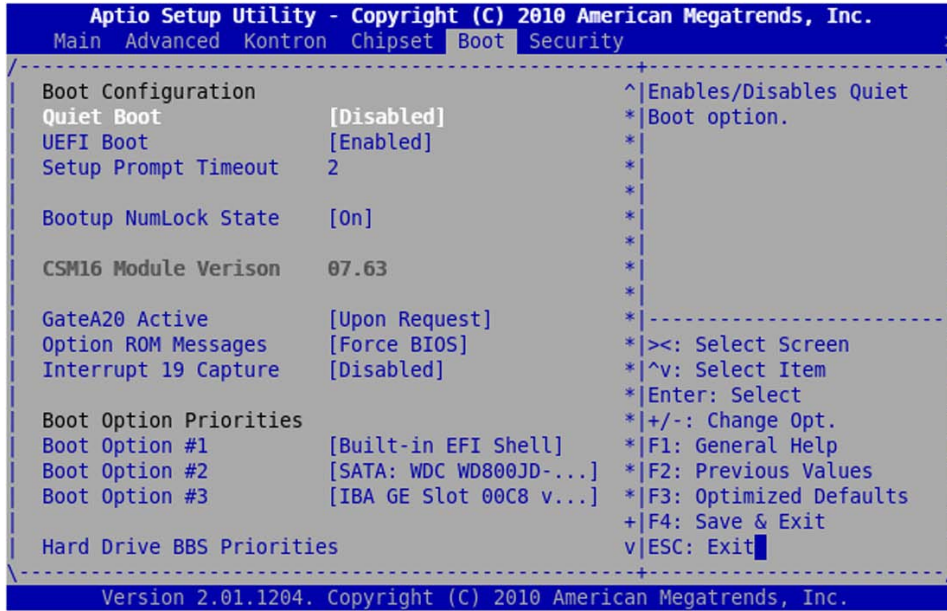 Aptio Setup Utility - Copyright (C) 2010 American Megatrends, Inc.
Main Advanced Kontron Chipset Boot Security
/-----------------------------------------------------+-------------------------\
| Boot Configuration ^|Enables/Disables Quiet
| Quiet Boot [Disabled] *|Boot option.
| UEFI Boot [Enabled] *|
| Setup Prompt Timeout 2 *|
| *|
| Bootup NumLock State [On] *|
| *|
| CSM16 Module Verison 07.63 *|
| *|
| GateA20 Active [Upon Request] *|-------------------------
| Option ROM Messages [Force BIOS] *|><: Select Screen
| Interrupt 19 Capture [Disabled] *|^v: Select Item
| *|Enter: Select
| Boot Option Priorities *|+/-: Change Opt.
| Boot Option #1 [Built-in EFI Shell] *|F1: General Help
| Boot Option #2 [SATA: WDC WD800JD-...] *|F2: Previous Values
| Boot Option #3 [IBA GE Slot 00C8 v...] *|F3: Optimized Defaults
| +|F4: Save & Exit
| Hard Drive BBS Priorities v|ESC: Exit
\-----------------------------------------------------+-------------------------/
Version 2.01.1204. Copyright (C) 2010 American Megatrends, Inc.